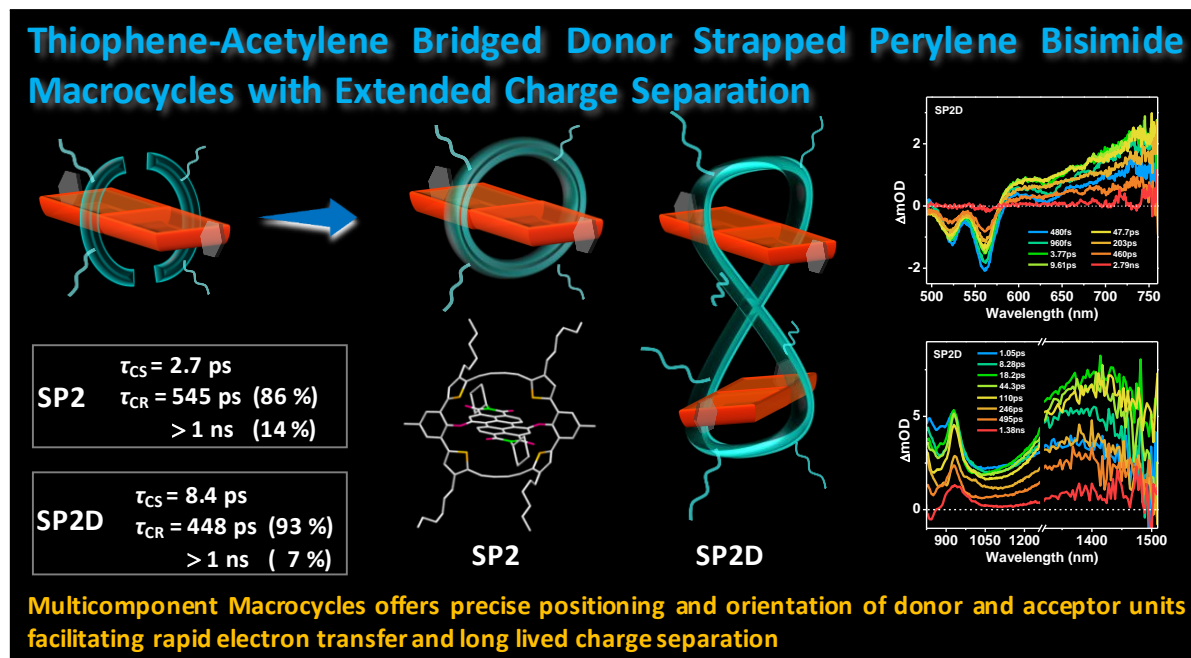 Thiophene-Acetylene Bridged Donor Strapped Perylene Bisimide
Macrocycles with Extended Charge Separation
SP2
τCS = 2.7 ps
τCR = 545 ps (86 %)
> 1 ns (14 %)
SP2D
τCS = 8.4 ps
τCR = 448 ps (93 %)
> 1 ns ( 7 %)
SP2
SP2D
SP2D
ΔmOD
2
0
-2
480fs
960fs
3.77ps
9.61ps
47.7ps
203ps
460ps
2.79ns
500 550 600 650 700 750
Wavelength (nm)
SP2D
ΔmOD
5
0
1.05ps
8.28ps
18.2ps
44.3ps
110ps
246ps
495ps
1.38ns
900 1050 1200 1400 1500
Wavelength (nm)
Multicomponent Macrocycles offers precise positioning and orientation of donor and acceptor units
facilitating rapid electron transfer and long lived charge separation